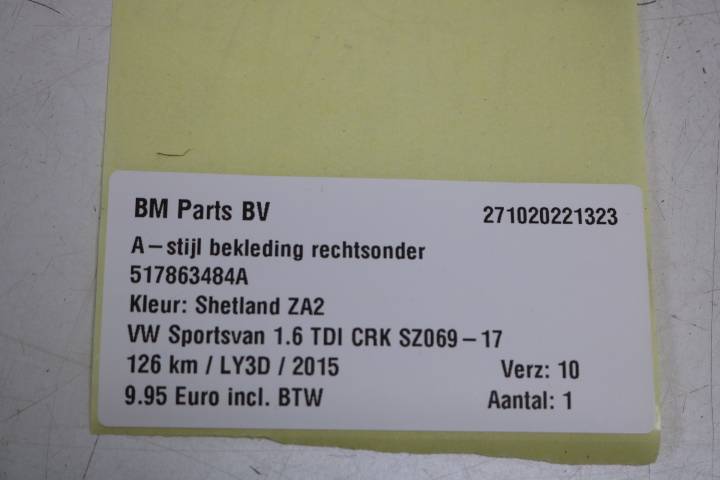 BM Parts BV 271020221323
A-stijl bekleding rechtsonder
517863484A
Kleur: Shetland ZA2
VW Sportsvan 1.6 TDI CRK SZ069-17
126 km / LY3D / 2015 Verz: 10
9.95 Euro incl. BTW Aantal: 1